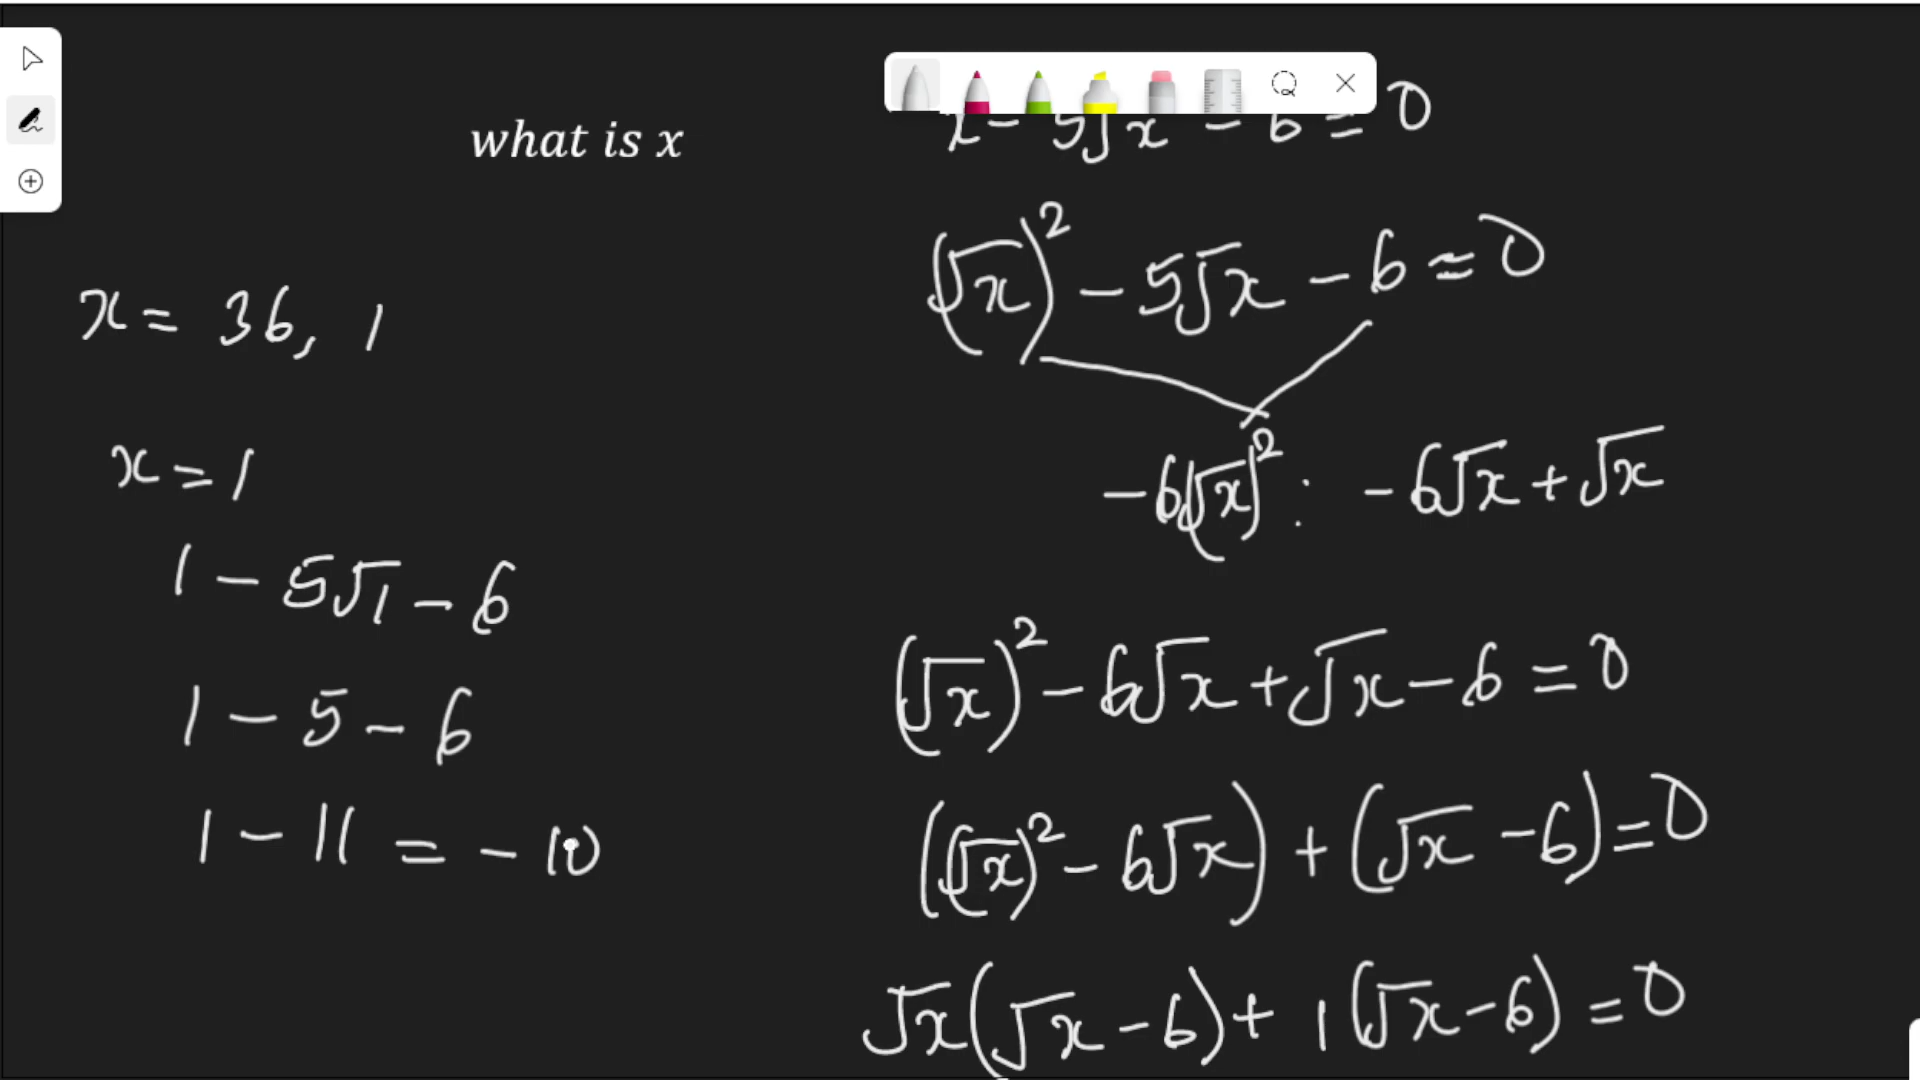 what is x
x = 36, 1
x = 1
1 - 5√1 - 6
1 - 5 - 6
1 - 11 = - 10
x - 5√x - 6 = 0
(√x)² - 5√x - 6 = 0
-6(√x)² : -6√x + √x
(√x)² - 6√x + √x - 6 = 0
((√x)² - 6√x) + (√x - 6) = 0
√x(√x - 6) + 1(√x - 6) = 0